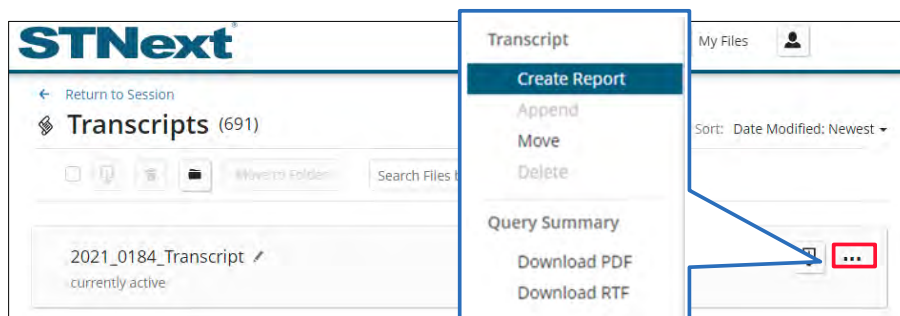 STNext
My Files
← Return to Session
Transcripts (691)
Sort: Date Modified: Newest
Move to Folder
Search Files b
2021_0184_Transcript
currently active
...
Transcript
Create Report
Append
Move
Delete
Query Summary
Download PDF
Download RTF